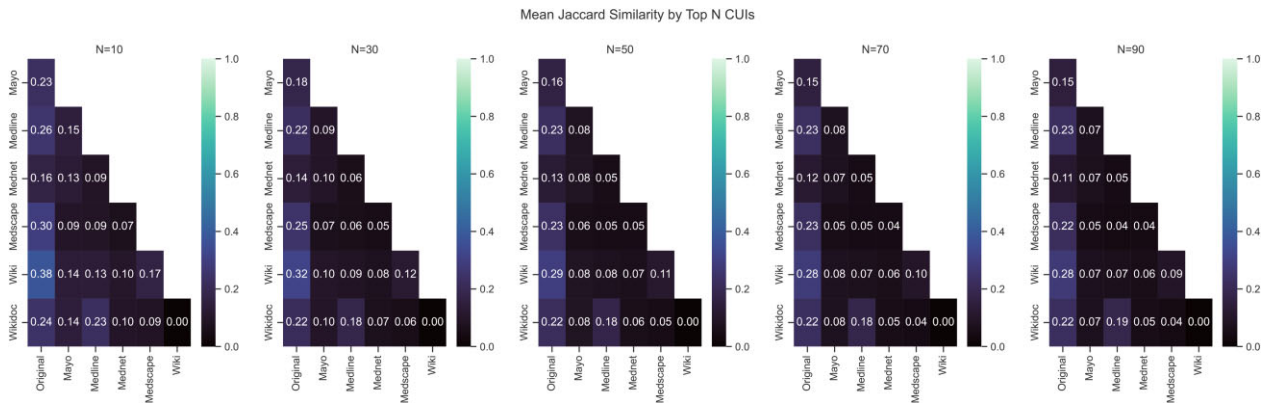 Mean Jaccard Similarity by Top N CUIs
N=10
Mayo
Medline
Mednet
Medscape
Wiki
Wikidoc
0.23
0.26 0.15
0.16 0.13 0.09
0.30 0.09 0.09 0.07
0.38 0.14 0.13 0.10 0.17
0.24 0.14 0.23 0.10 0.09 0.00
Original
Mayo
Medline
Mednet
Medscape
Wiki
1.0
0.8
0.6
0.4
0.2
0.0
N=30
Mayo
Medline
Mednet
Medscape
Wiki
Wikidoc
0.18
0.22 0.09
0.14 0.10 0.06
0.25 0.07 0.06 0.05
0.32 0.10 0.09 0.08 0.12
0.22 0.10 0.18 0.07 0.06 0.00
Original
Mayo
Medline
Mednet
Medscape
Wiki
1.0
0.8
0.6
0.4
0.2
0.0
N=50
Mayo
Medline
Mednet
Medscape
Wiki
Wikidoc
0.16
0.23 0.08
0.13 0.08 0.05
0.23 0.06 0.05 0.05
0.29 0.08 0.08 0.07 0.11
0.22 0.08 0.18 0.06 0.05 0.00
Original
Mayo
Medline
Mednet
Medscape
Wiki
1.0
0.8
0.6
0.4
0.2
0.0
N=70
Mayo
Medline
Mednet
Medscape
Wiki
Wikidoc
0.15
0.23 0.08
0.12 0.07 0.05
0.23 0.05 0.05 0.04
0.28 0.08 0.07 0.06 0.10
0.22 0.08 0.18 0.05 0.04 0.00
Original
Mayo
Medline
Mednet
Medscape
Wiki
1.0
0.8
0.6
0.4
0.2
0.0
N=90
Mayo
Medline
Mednet
Medscape
Wiki
Wikidoc
0.15
0.23 0.07
0.11 0.07 0.05
0.22 0.05 0.04 0.04
0.28 0.07 0.07 0.06 0.09
0.22 0.07 0.19 0.05 0.04 0.00
Original
Mayo
Medline
Mednet
Medscape
Wiki
1.0
0.8
0.6
0.4
0.2
0.0